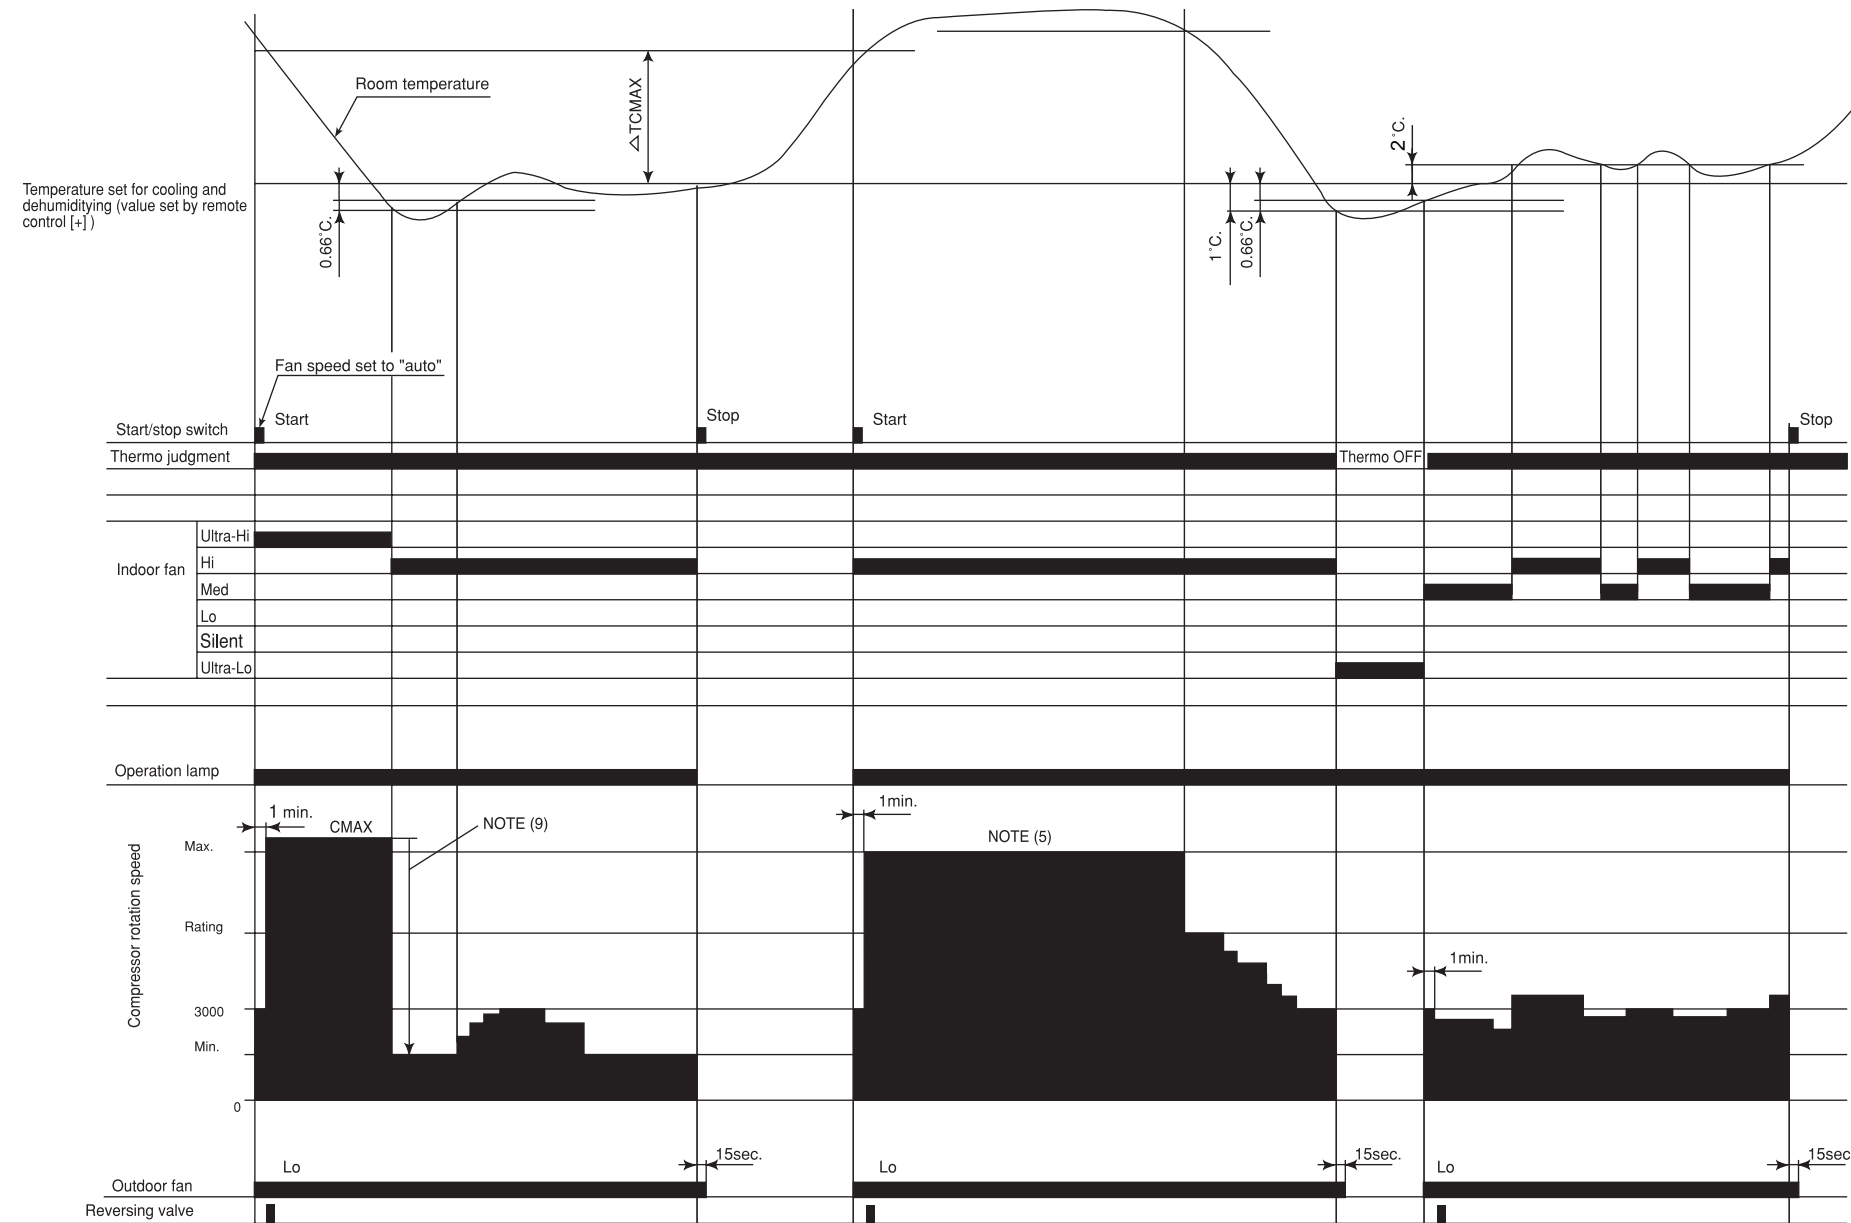 Room temperature
△TCMAX
2°C.
Temperature set for cooling and
dehumiditying (value set by remote
control [+] )
0.66°C.
1°C.
0.66°C.
Fan speed set to "auto"
Start
Stop
Start
Stop
Start/stop switch
Thermo judgment
Thermo OFF
Ultra-Hi
Indoor fan
Hi
Med
Lo
Silent
Ultra-Lo
Operation lamp
1 min.
CMAX
NOTE (9)
1min.
NOTE (5)
Compressor rotation speed
Max.
Rating
1min.
3000
Min.
0
Lo
15sec.
Lo
15sec.
Lo
15sec
Outdoor fan
Reversing valve